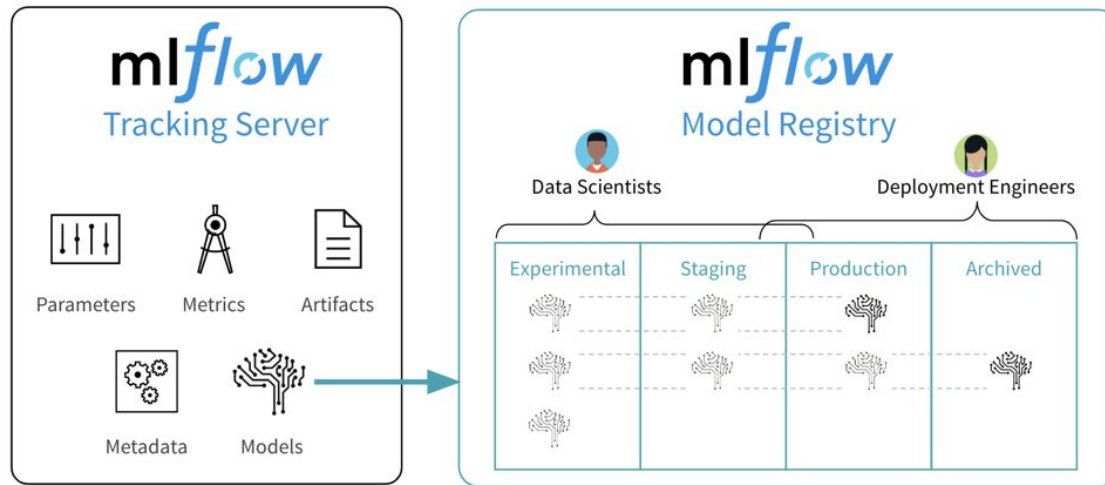 mlflow
Tracking Server
Parameters
Metrics
Artifacts
Metadata
Models
mlflow
Model Registry
Data Scientists
Deployment Engineers
Experimental
Staging
Production
Archived